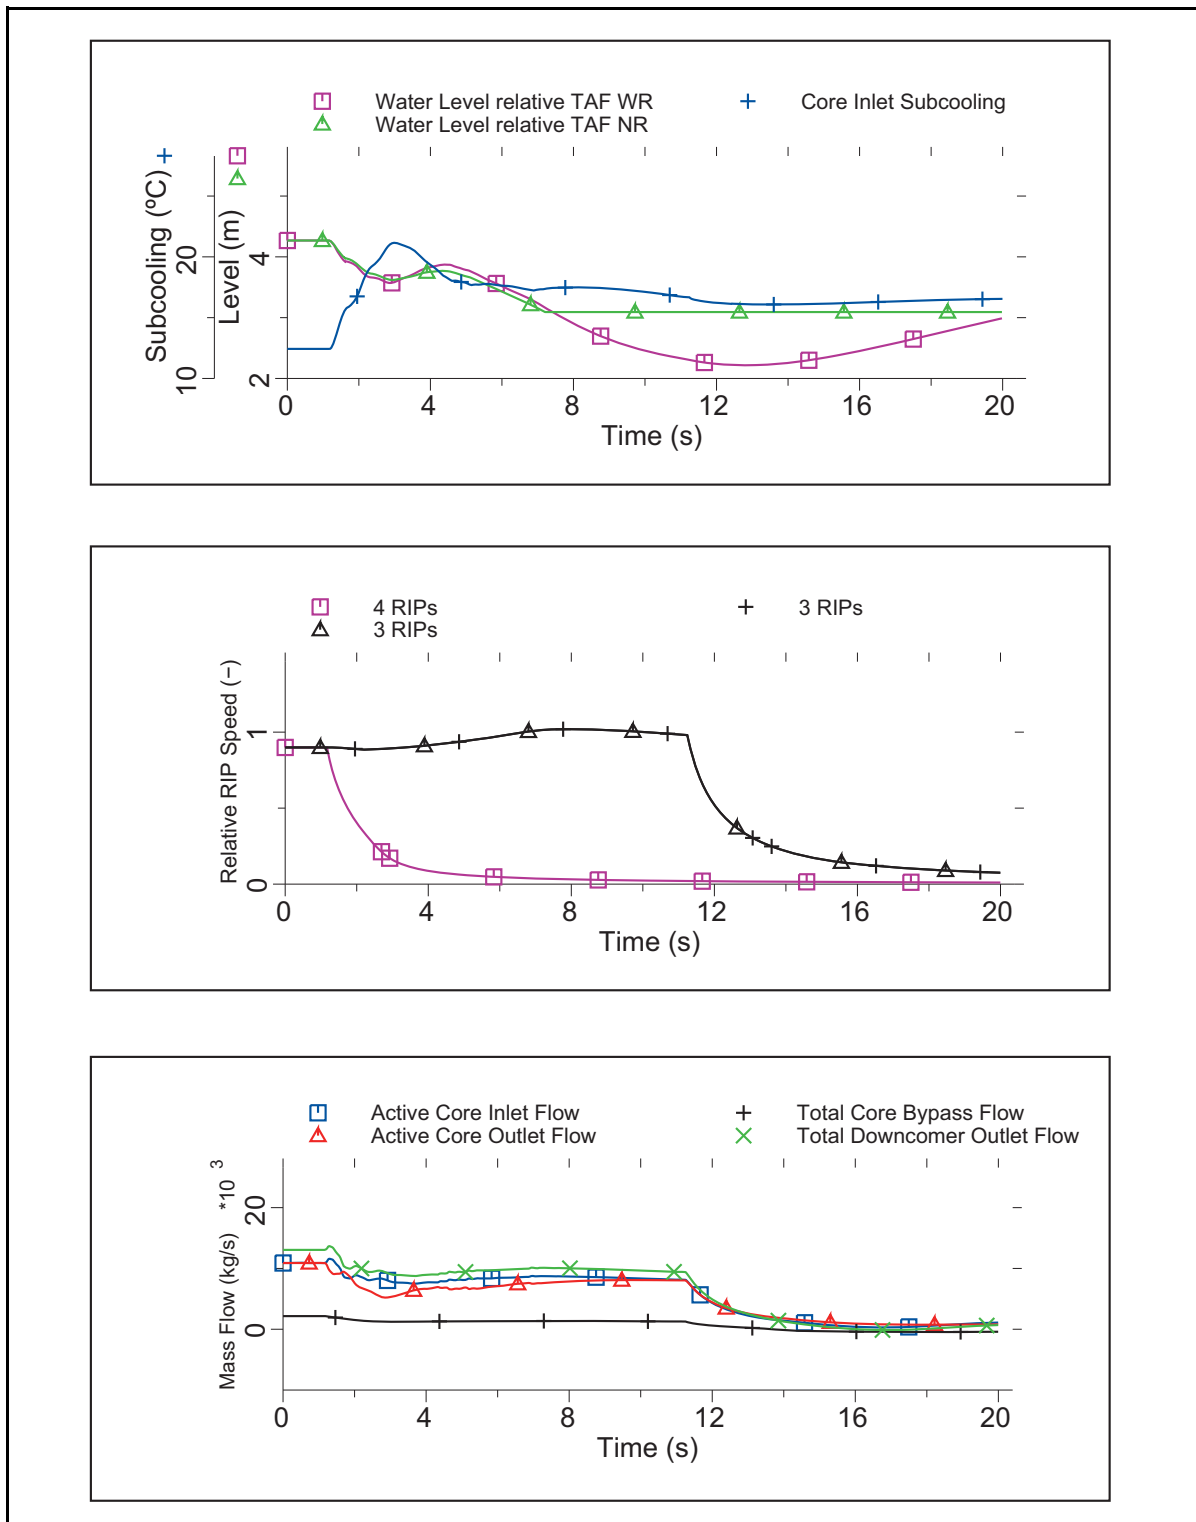 Water Level relative TAF WR
Core Inlet Subcooling
Water Level relative TAF NR
Subcooling (ºC)
10
20
Level (m)
2
4
0
4
8
12
16
20
Time (s)
4 RIPs
3 RIPs
3 RIPs
Relative RIP Speed (−)
0
1
0
4
8
12
16
20
Time (s)
Active Core Inlet Flow
Total Core Bypass Flow
Active Core Outlet Flow
Total Downcomer Outlet Flow
Mass Flow (kg/s) *10 3
0
20
0
4
8
12
16
20
Time (s)